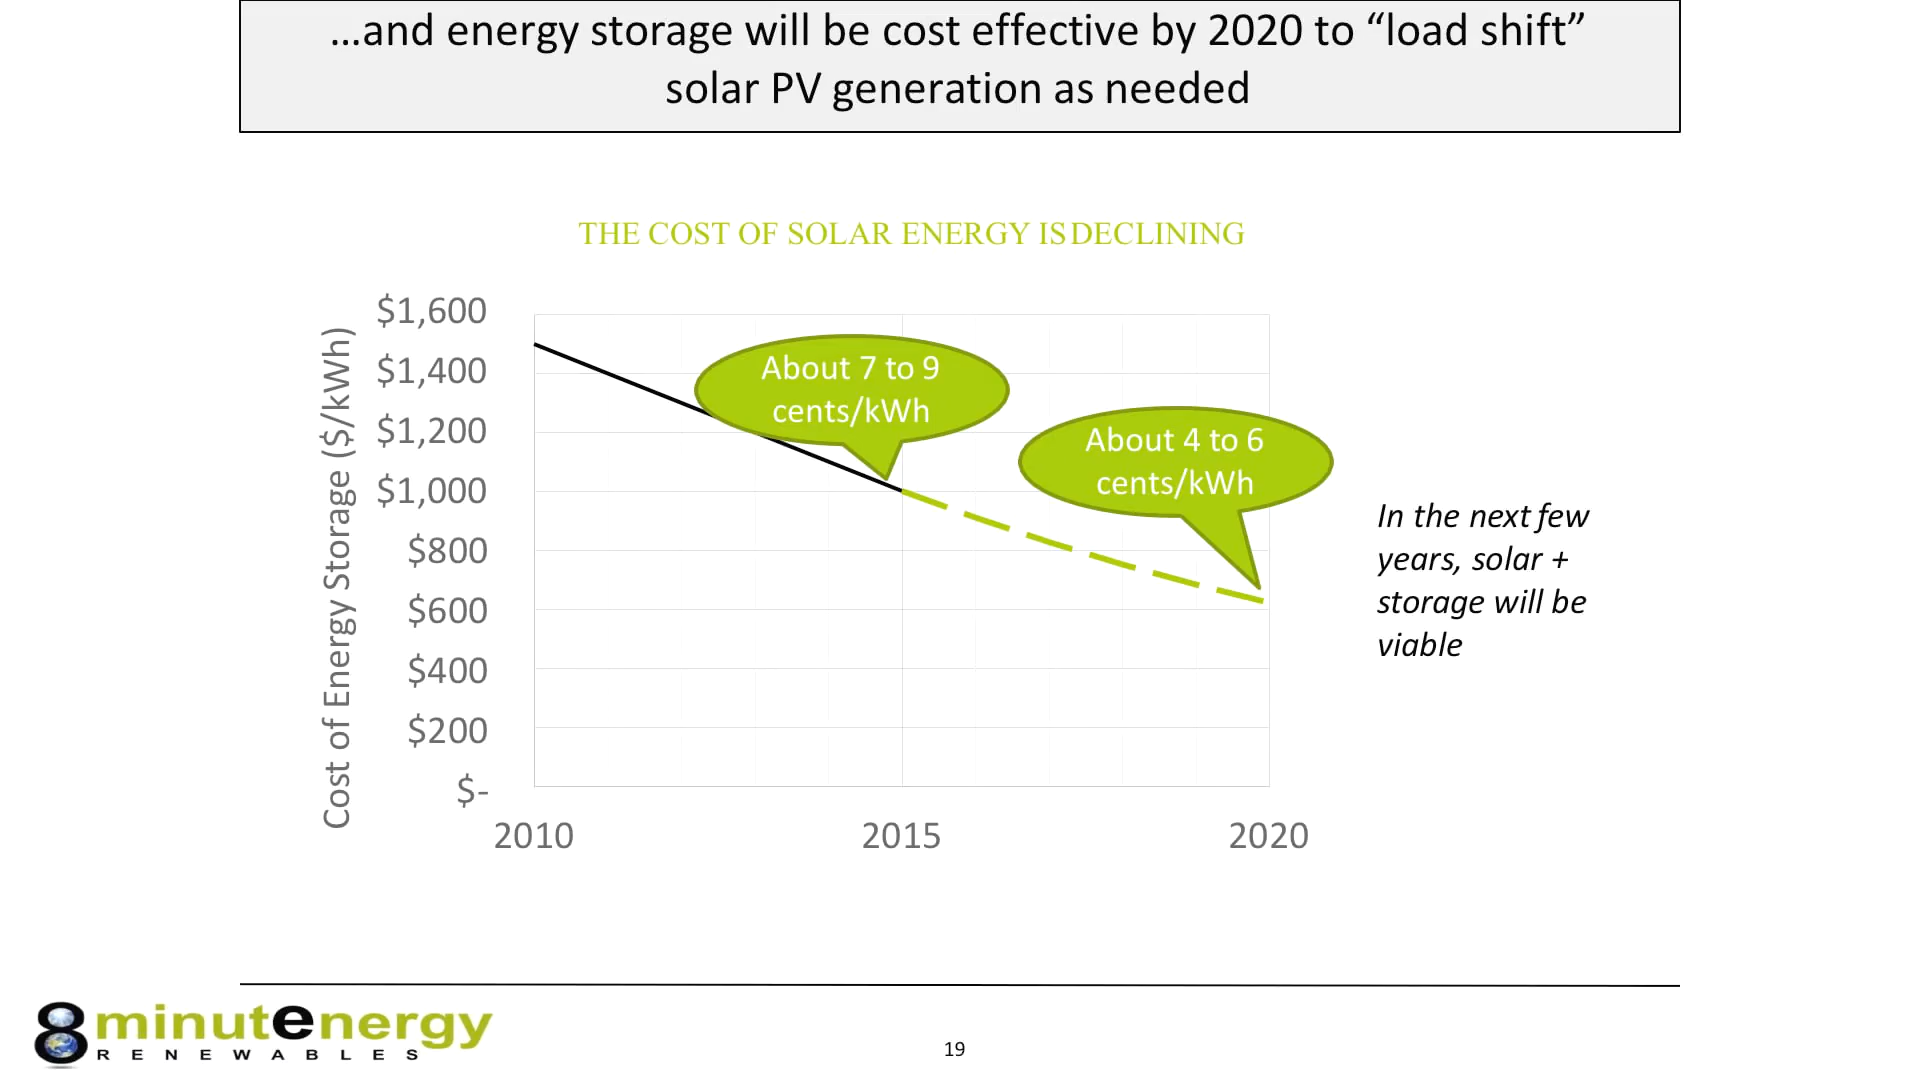 …and energy storage will be cost effective by 2020 to “load shift”
solar PV generation as needed
THE COST OF SOLAR ENERGY IS DECLINING
Cost of Energy Storage ($/kWh)
$1,600
$1,400
$1,200
$1,000
$800
$600
$400
$200
$-
2010
2015
2020
About 7 to 9
cents/kWh
About 4 to 6
cents/kWh
In the next few
years, solar +
storage will be
viable
8minutenergy
RENEWABLES
19